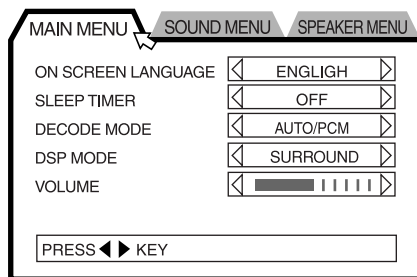 MAIN MENU SOUND MENU SPEAKER MENU
ON SCREEN LANGUAGE ENGLIGH
SLEEP TIMER OFF
DECODE MODE AUTO/PCM
DSP MODE SURROUND
VOLUME
PRESS ◀ ▶ KEY